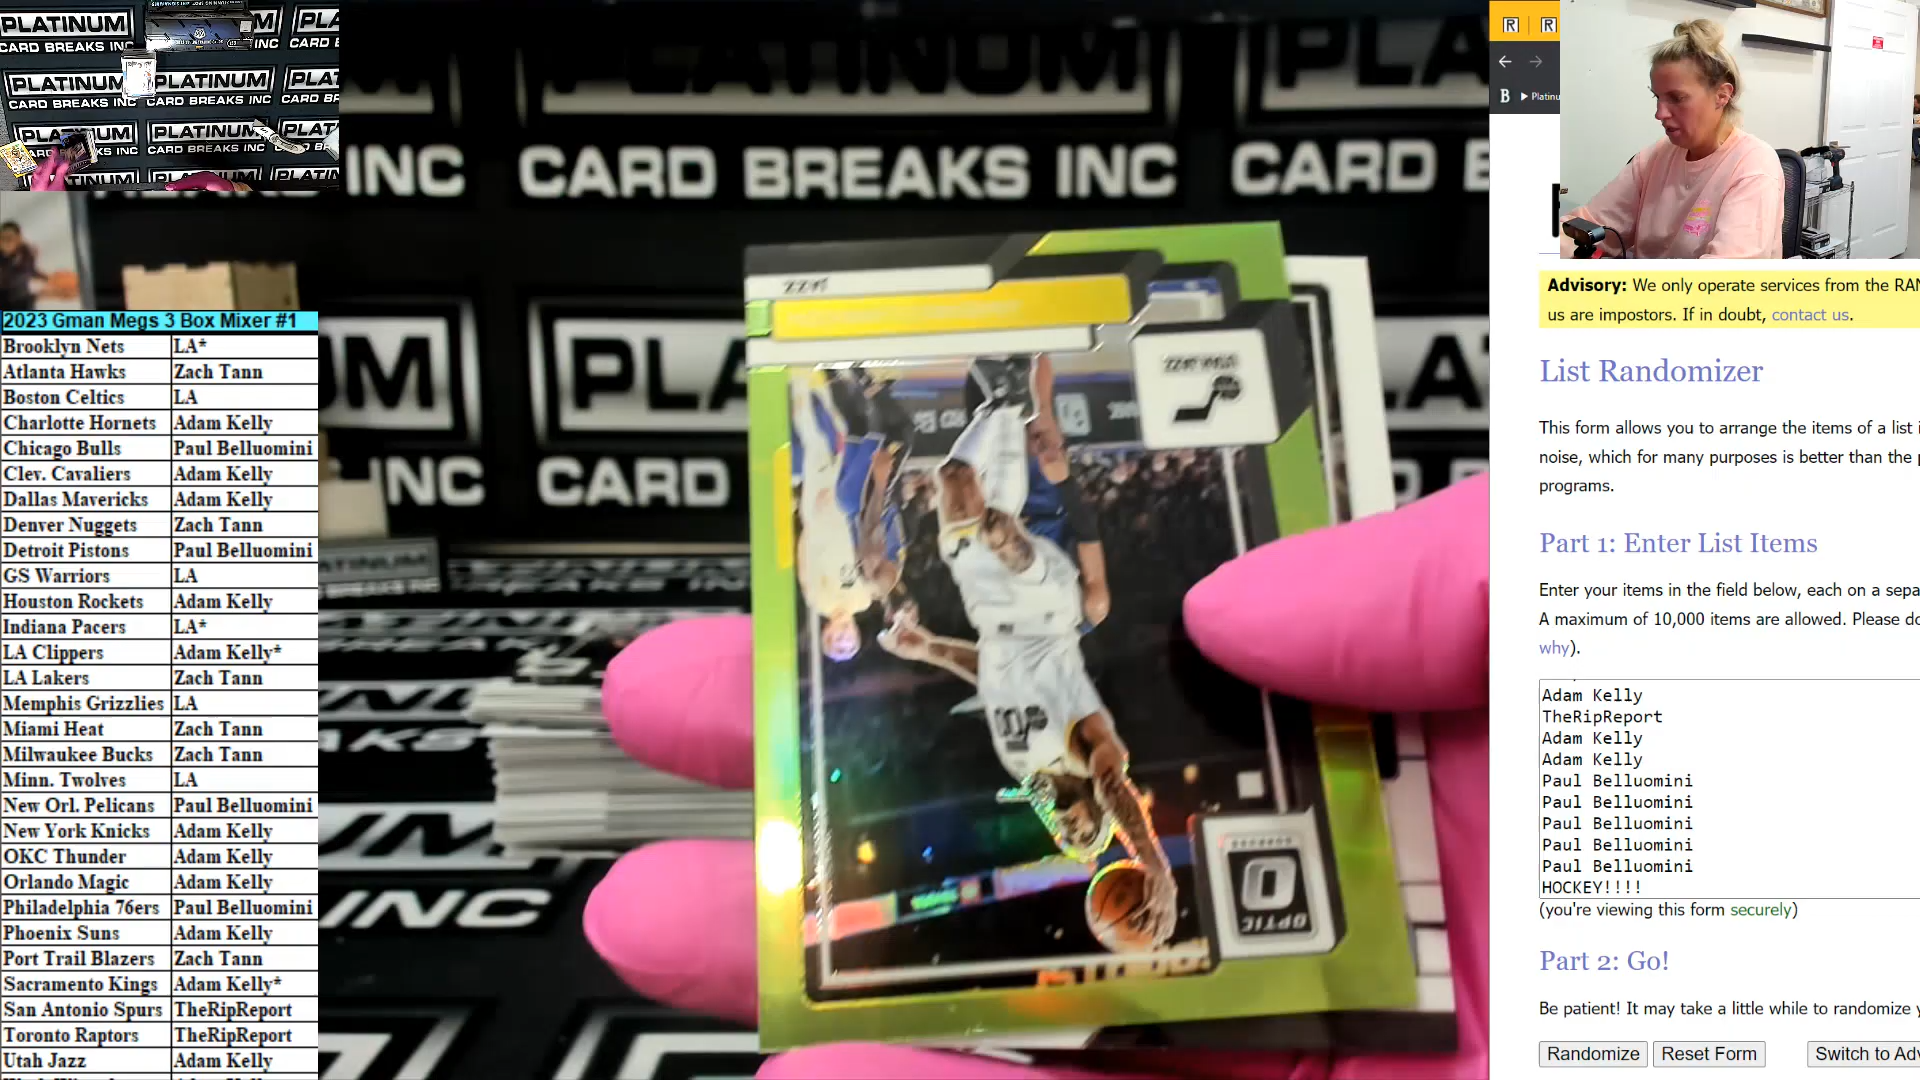 PLATINUM
CARD BREAKS INC
PLATINUM
CARD BREAKS INC
2023 Gman Megs 3 Box Mixer #1
Brooklyn Nets LA*
Atlanta Hawks Zach Tann
Boston Celtics LA
Charlotte Hornets Adam Kelly
Chicago Bulls Paul Belluomini
Clev. Cavaliers Adam Kelly
Dallas Mavericks Adam Kelly
Denver Nuggets Zach Tann
Detroit Pistons Paul Belluomini
GS Warriors LA
Houston Rockets Adam Kelly
Indiana Pacers LA*
LA Clippers Adam Kelly*
LA Lakers Zach Tann
Memphis Grizzlies LA
Miami Heat Zach Tann
Milwaukee Bucks Zach Tann
Minn. Twolves LA
New Orl. Pelicans Paul Belluomini
New York Knicks Adam Kelly
OKC Thunder Adam Kelly
Orlando Magic Adam Kelly
Philadelphia 76ers Paul Belluomini
Phoenix Suns Adam Kelly
Port Trail Blazers Zach Tann
Sacramento Kings Adam Kelly*
San Antonio Spurs TheRipReport
Toronto Raptors TheRipReport
Utah Jazz Adam Kelly
PLATINUM
CARD BREAKS INC
JAZZ
UTAH JAZZ
OPTIC
Platinu
Advisory: We only operate services from the RAN
us are impostors. If in doubt, contact us.
List Randomizer
This form allows you to arrange the items of a list i
noise, which for many purposes is better than the p
programs.
Part 1: Enter List Items
Enter your items in the field below, each on a sepa
A maximum of 10,000 items are allowed. Please do
why).
Adam Kelly
TheRipReport
Adam Kelly
Adam Kelly
Paul Belluomini
Paul Belluomini
Paul Belluomini
Paul Belluomini
Paul Belluomini
HOCKEY!!!!
(you're viewing this form securely)
Part 2: Go!
Be patient! It may take a little while to randomize y
Randomize Reset Form Switch to Adv